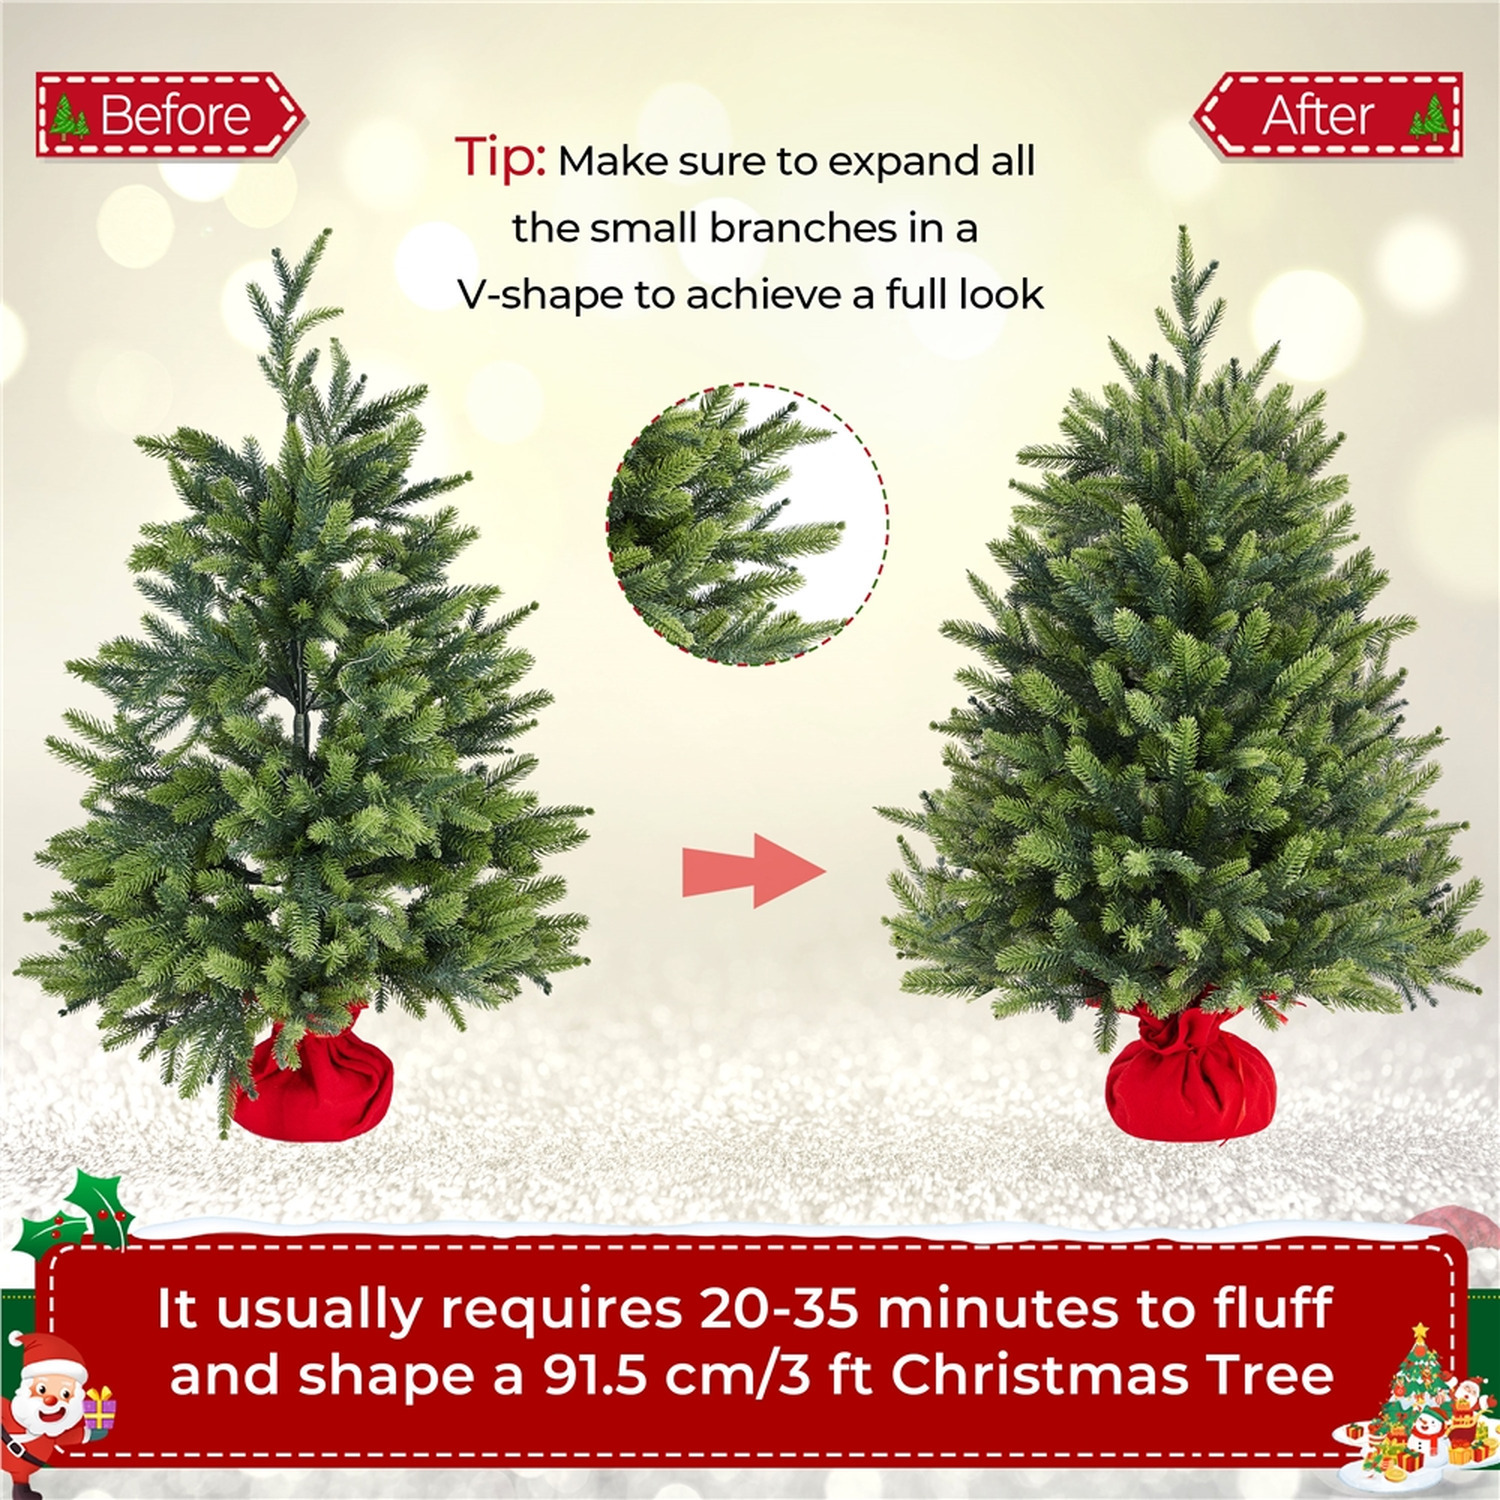 Before
After
Tip: Make sure to expand all
the small branches in a
V-shape to achieve a full look
It usually requires 20-35 minutes to fluff
and shape a 91.5 cm/3 ft Christmas Tree